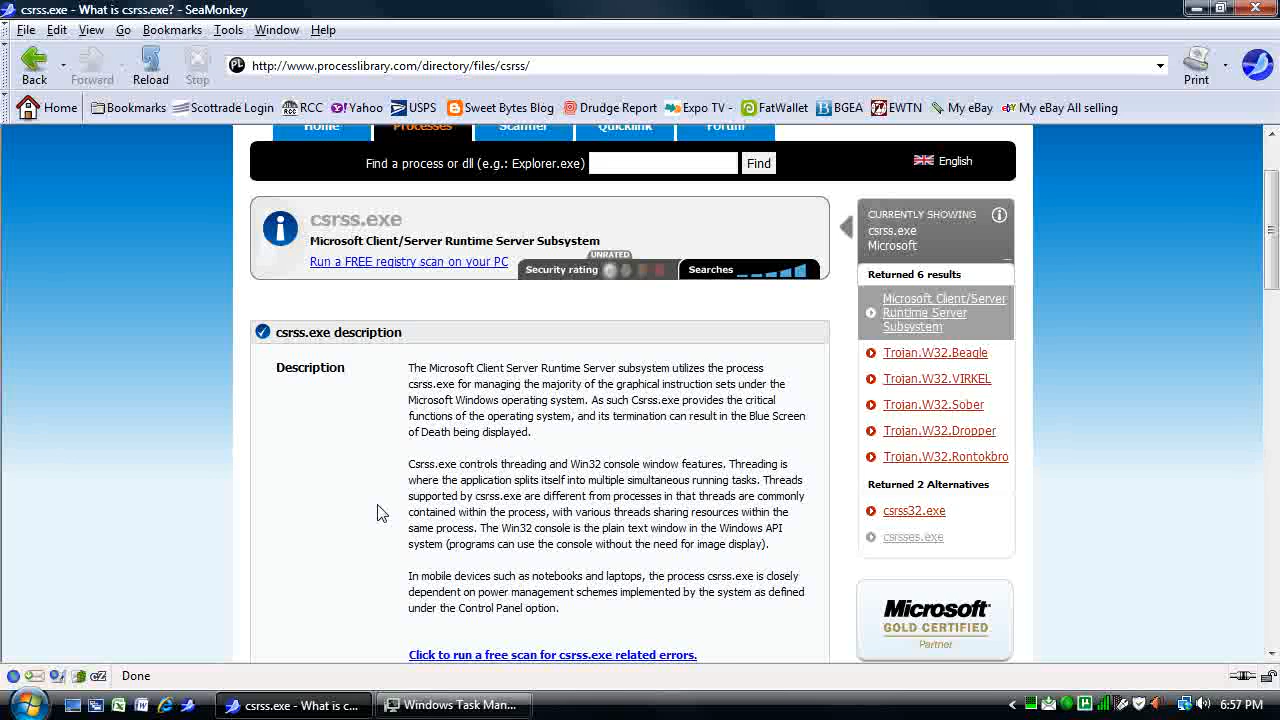 csrss.exe - What is csrss.exe? - SeaMonkey
File Edit View Go Bookmarks Tools Window Help
http://www.processlibrary.com/directory/files/csrss/
Back Forward Reload Stop Print
Home Bookmarks Scottrade Login RCC Yahoo USPS Sweet Bytes Blog Drudge Report Expo TV FatWallet BGEA EWTN My eBay My eBay All selling
Home Processes Scanner Quicklink Forum
Find a process or dll (e.g.: Explorer.exe) Find English
csrss.exe
Microsoft Client/Server Runtime Server Subsystem
UNRATED
Run a FREE registry scan on your PC
Security rating Searches
CURRENTLY SHOWING
csrss.exe
Microsoft
Returned 6 results
Microsoft Client/Server
Runtime Server
Subsystem
Trojan.W32.Beagle
Trojan.W32.VIRKEL
Trojan.W32.Sober
Trojan.W32.Dropper
Trojan.W32.Rontokbro
Returned 2 Alternatives
csrss32.exe
csrsses.exe
Microsoft
GOLD CERTIFIED
Partner
csrss.exe description
Description
The Microsoft Client Server Runtime Server subsystem utilizes the process
csrss.exe for managing the majority of the graphical instruction sets under the
Microsoft Windows operating system. As such Csrss.exe provides the critical
functions of the operating system, and its termination can result in the Blue Screen
of Death being displayed.
Csrss.exe controls threading and Win32 console window features. Threading is
where the application splits itself into multiple simultaneous running tasks. Threads
supported by csrss.exe are different from processes in that threads are commonly
contained within the process, with various threads sharing resources within the
same process. The Win32 console is the plain text window in the Windows API
system (programs can use the console without the need for image display).
In mobile devices such as notebooks and laptops, the process csrss.exe is closely
dependent on power management schemes implemented by the system as defined
under the Control Panel option.
Click to run a free scan for csrss.exe related errors.
Done
csrss.exe - What is c... Windows Task Man... 6:57 PM